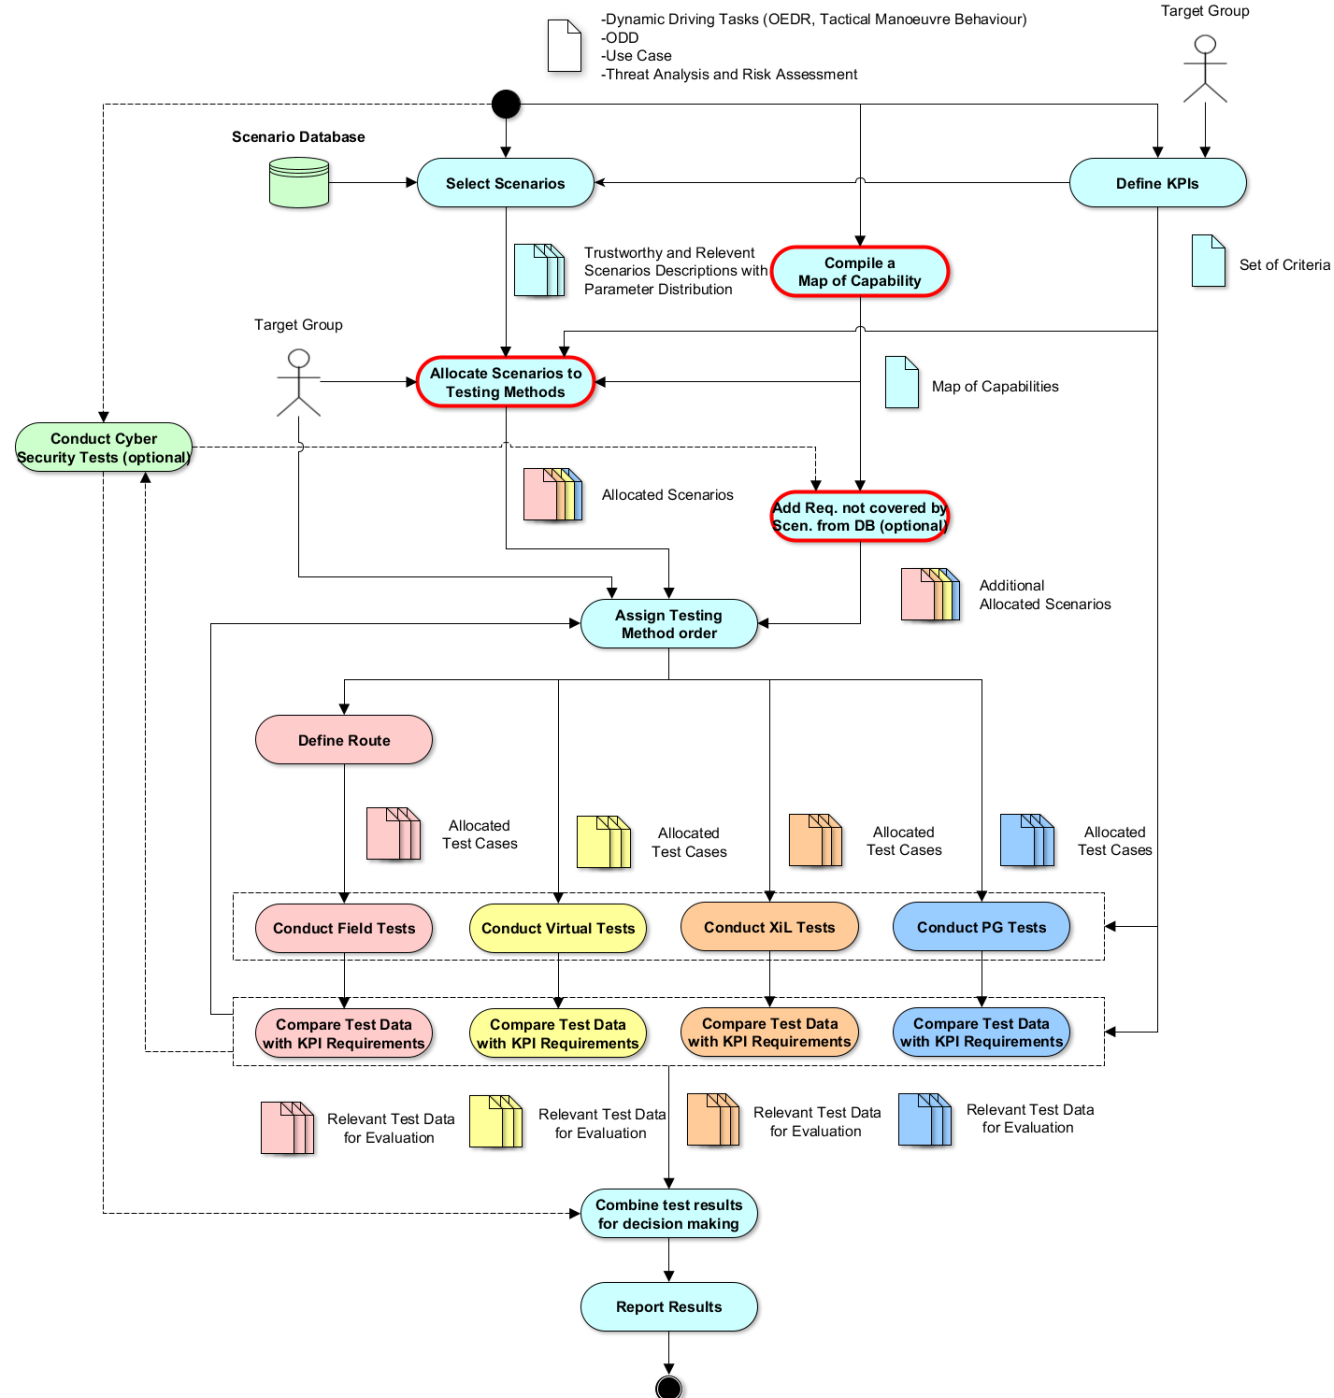 Target Group
-Dynamic Driving Tasks (OEDR, Tactical Manoeuvre Behaviour)
-ODD
-Use Case
-Threat Analysis and Risk Assessment
Scenario Database
Select Scenarios
Define KPIs
Trustworthy and Relevent
Scenarios Descriptions with
Parameter Distribution
Compile a
Map of Capability
Set of Criteria
Target Group
Allocate Scenarios to
Testing Methods
Map of Capabilities
Conduct Cyber
Security Tests (optional)
Allocated Scenarios
Add Req. not covered by
Scen. from DB (optional)
Additional
Allocated Scenarios
Assign Testing
Method order
Define Route
Allocated
Test Cases
Allocated
Test Cases
Allocated
Test Cases
Allocated
Test Cases
Conduct Field Tests
Conduct Virtual Tests
Conduct XiL Tests
Conduct PG Tests
Compare Test Data
with KPI Requirements
Compare Test Data
with KPI Requirements
Compare Test Data
with KPI Requirements
Compare Test Data
with KPI Requirements
Relevant Test Data
for Evaluation
Relevant Test Data
for Evaluation
Relevant Test Data
for Evaluation
Relevant Test Data
for Evaluation
Combine test results
for decision making
Report Results